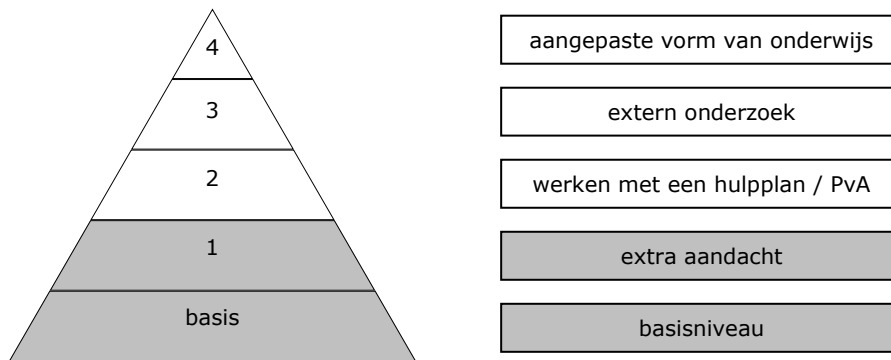 4
aangepaste vorm van onderwijs
3
extern onderzoek
2
werken met een hulpplan / PvA
1
extra aandacht
basis
basisniveau